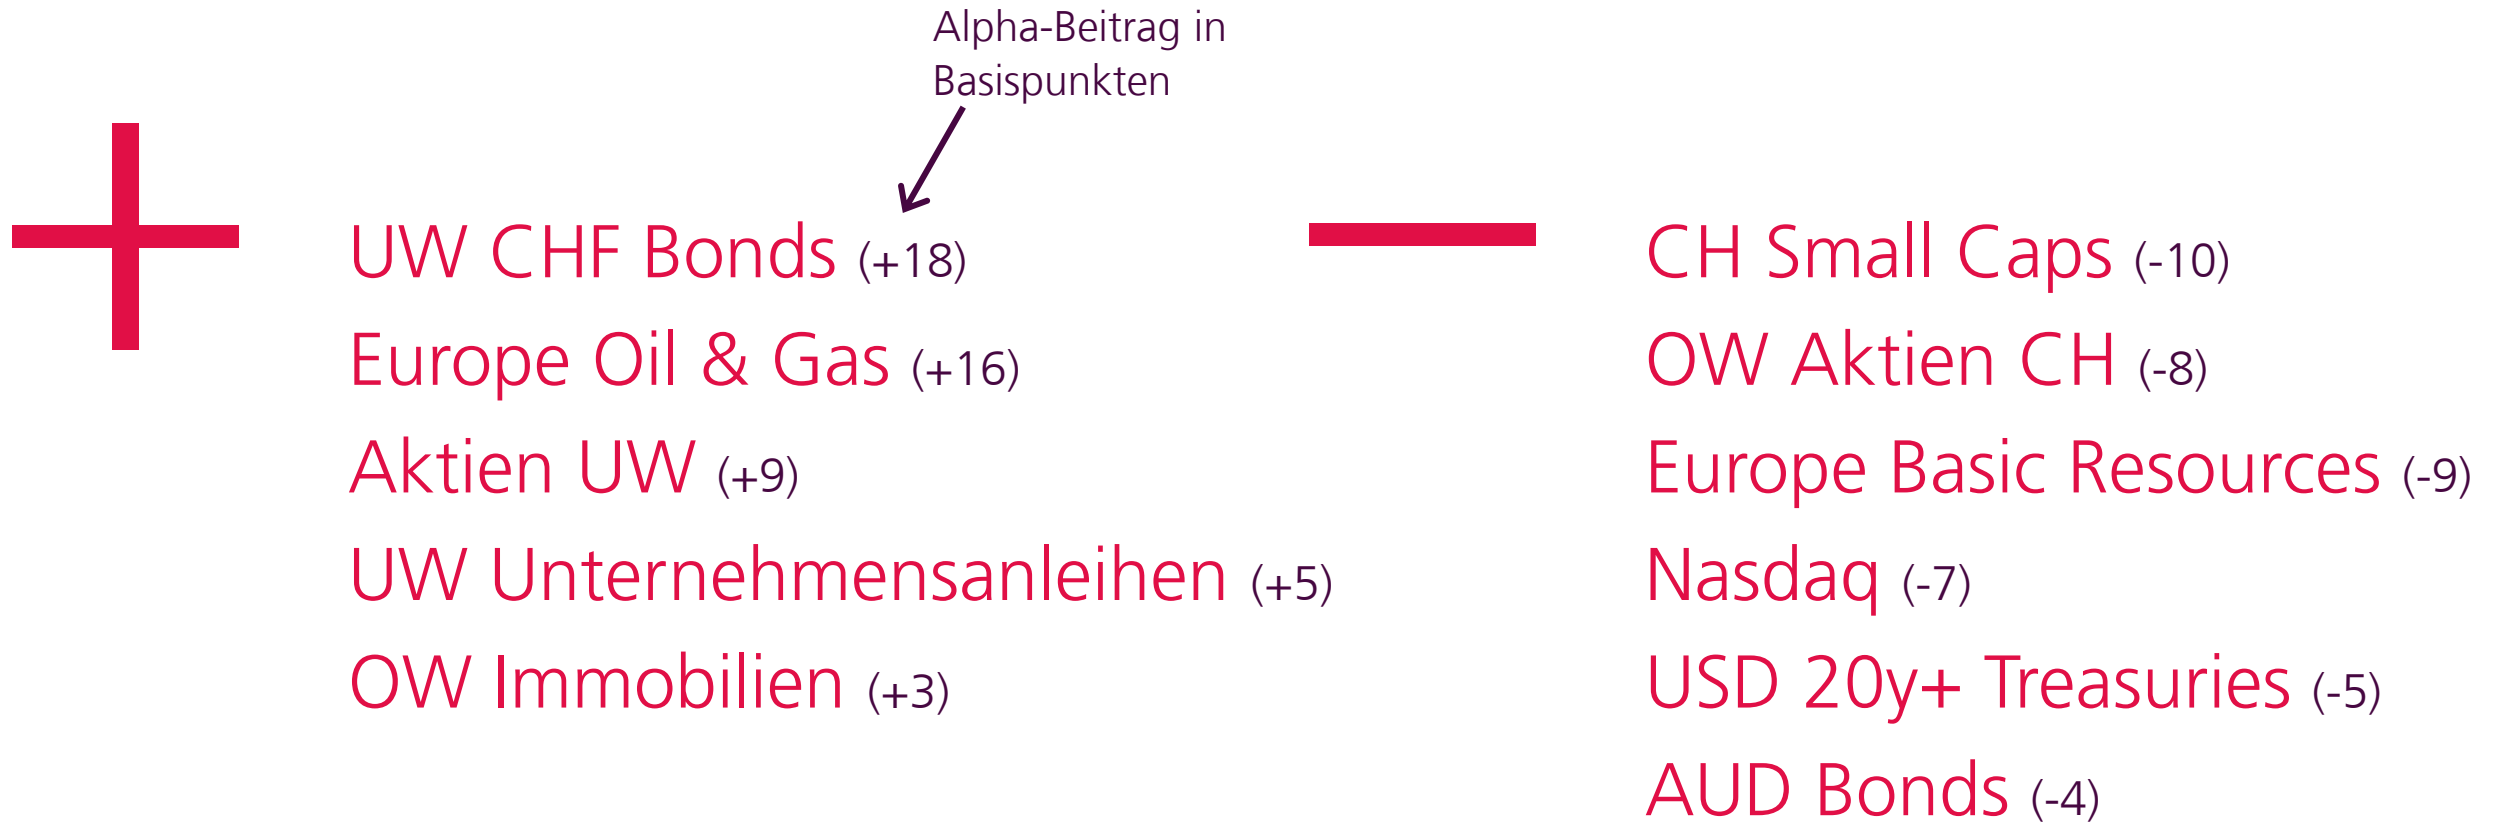 Alpha-Beitrag in
Basispunkten
UW CHF Bonds (+18)
Europe Oil & Gas (+16)
Aktien UW (+9)
UW Unternehmensanleihen (+5)
OW Immobilien (+3)
CH Small Caps (-10)
OW Aktien CH (-8)
Europe Basic Resources (-9)
Nasdaq (-7)
USD 20y+ Treasuries (-5)
AUD Bonds (-4)